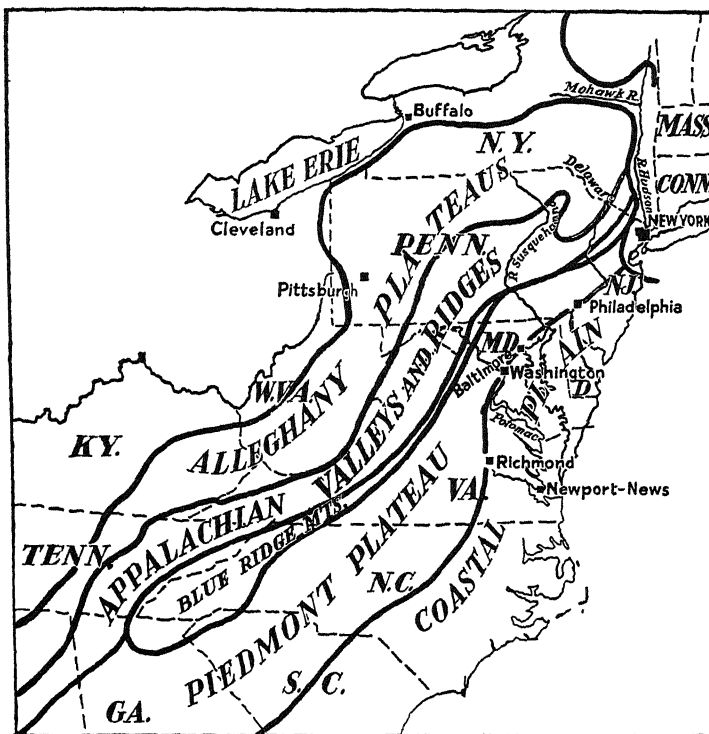 Mohawk R.
Buffalo
MASS
N.Y.
LAKE ERIE
Delaware
R. Hudson
CONN
Cleveland
NEW YORK
PENN.
R. Susquehanna
Pittsburgh
N.J.
Philadelphia
MD.
Baltimore
Washington
D.
W.VA.
ALLEGHANY PLATEAUS
KY.
Potomac
Richmond
VA.
Newport-News
APPALACHIAN VALLEYS AND RIDGES
BLUE RIDGE MTS.
TENN.
N.C.
PIEDMONT PLATEAU
COASTAL PLAIN
S. C.
GA.